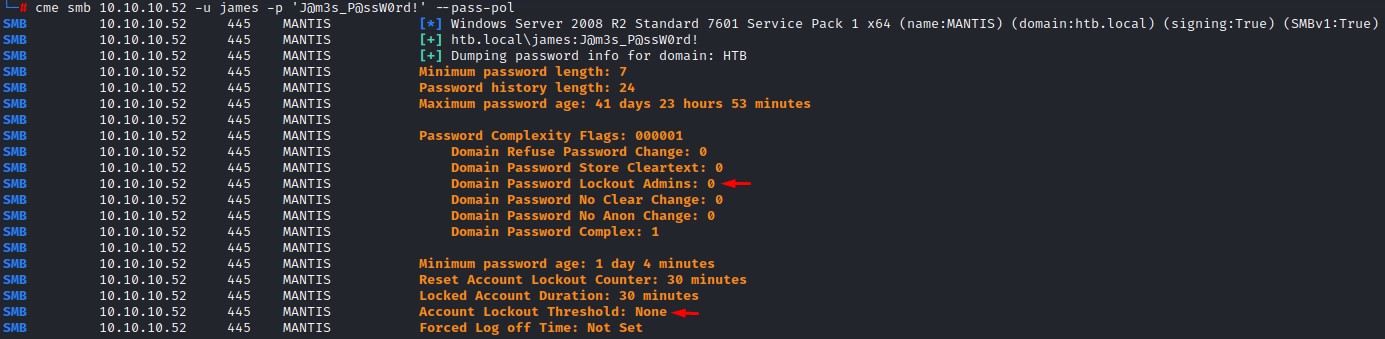 └─# cme smb 10.10.10.52 -u james -p 'J@m3s_P@ssW0rd!' --pass-pol
SMB 10.10.10.52 445 MANTIS [*] Windows Server 2008 R2 Standard 7601 Service Pack 1 x64 (name:MANTIS) (domain:htb.local) (signing:True) (SMBv1:True)
SMB 10.10.10.52 445 MANTIS [+] htb.local\james:J@m3s_P@ssW0rd!
SMB 10.10.10.52 445 MANTIS [+] Dumping password info for domain: HTB
SMB 10.10.10.52 445 MANTIS Minimum password length: 7
SMB 10.10.10.52 445 MANTIS Password history length: 24
SMB 10.10.10.52 445 MANTIS Maximum password age: 41 days 23 hours 53 minutes
SMB 10.10.10.52 445 MANTIS
SMB 10.10.10.52 445 MANTIS Password Complexity Flags: 000001
SMB 10.10.10.52 445 MANTIS Domain Refuse Password Change: 0
SMB 10.10.10.52 445 MANTIS Domain Password Store Cleartext: 0
SMB 10.10.10.52 445 MANTIS Domain Password Lockout Admins: 0
SMB 10.10.10.52 445 MANTIS Domain Password No Clear Change: 0
SMB 10.10.10.52 445 MANTIS Domain Password No Anon Change: 0
SMB 10.10.10.52 445 MANTIS Domain Password Complex: 1
SMB 10.10.10.52 445 MANTIS
SMB 10.10.10.52 445 MANTIS Minimum password age: 1 day 4 minutes
SMB 10.10.10.52 445 MANTIS Reset Account Lockout Counter: 30 minutes
SMB 10.10.10.52 445 MANTIS Locked Account Duration: 30 minutes
SMB 10.10.10.52 445 MANTIS Account Lockout Threshold: None
SMB 10.10.10.52 445 MANTIS Forced Log off Time: Not Set